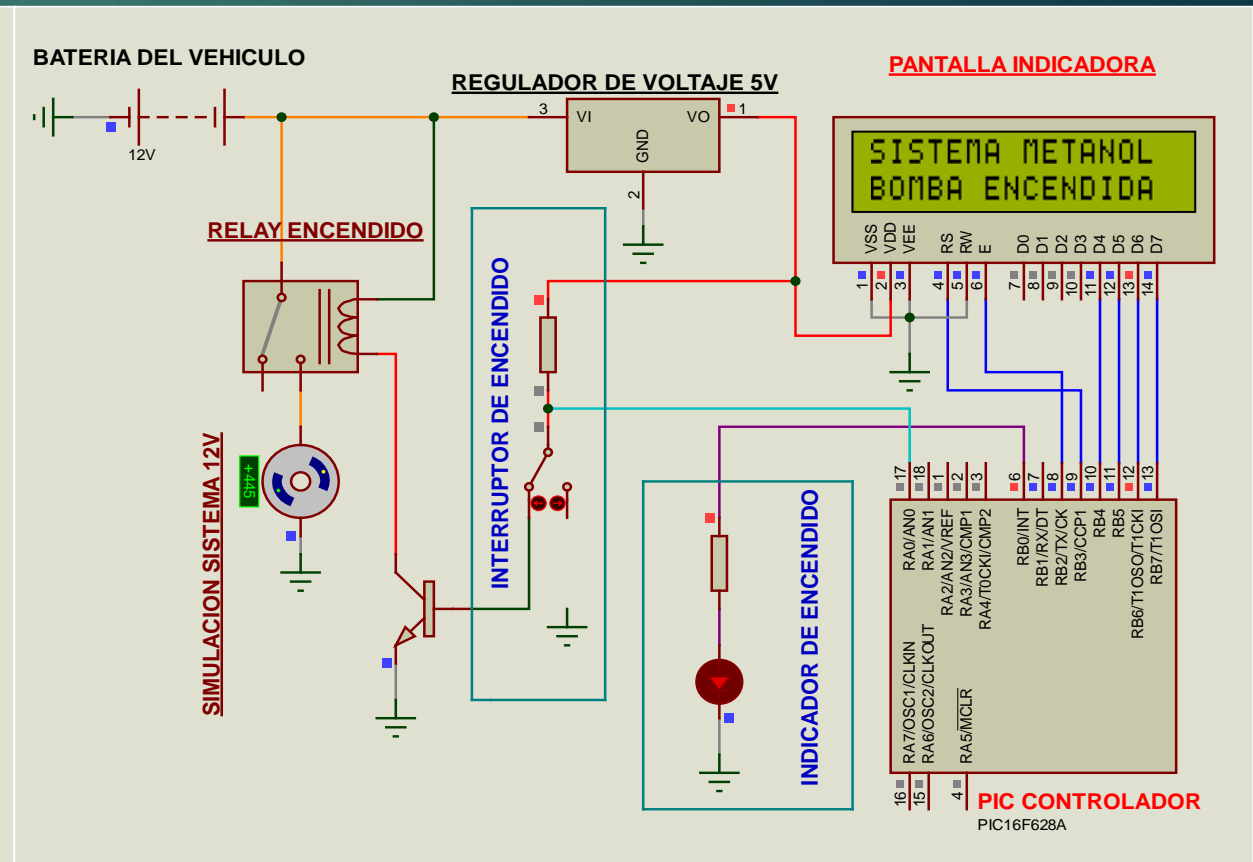 BATERIA DEL VEHICULO
12V
REGULADOR DE VOLTAJE 5V
3
VI
VO
1
GND
2
PANTALLA INDICADORA
SISTEMA METANOL
BOMBA ENCENDIDA
VSS
VDD
VEE
RS
RW
E
D0
D1
D2
D3
D4
D5
D6
D7
1
2
3
4
5
6
7
8
9
10
11
12
13
14
RELAY ENCENDIDO
SIMULACION SISTEMA 12V
+445
INTERRUPTOR DE ENCENDIDO
INDICADOR DE ENCENDIDO
17
18
1
2
3
6
7
8
9
10
11
12
13
RA0/AN0
RA1/AN1
RA2/AN2/VREF
RA3/AN3/CMP1
RA4/T0CKI/CMP2
RB0/INT
RB1/RX/DT
RB2/TX/CK
RB3/CCP1
RB4
RB5
RB6/T1OSO/T1CKI
RB7/T1OSI
RA7/OSC1/CLKIN
RA6/OSC2/CLKOUT
RA5/MCLR
16
15
4
PIC CONTROLADOR
PIC16F628A